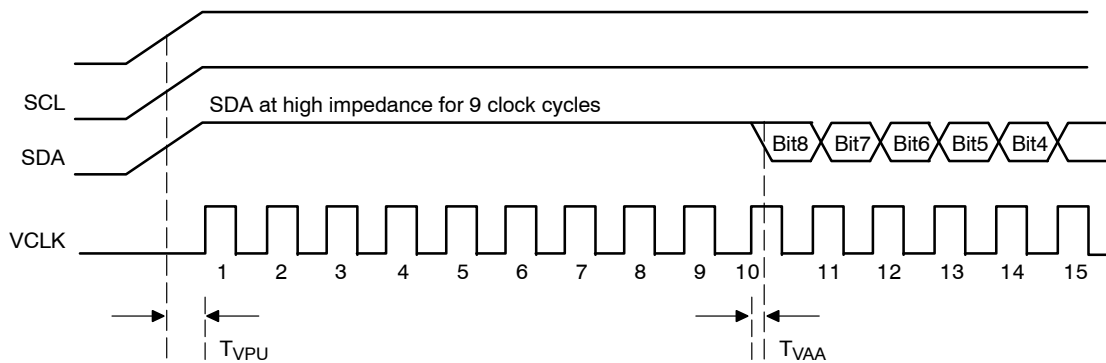 SCL
SDA at high impedance for 9 clock cycles
SDA
Bit8 Bit7 Bit6 Bit5 Bit4
VCLK
1 2 3 4 5 6 7 8 9 10 11 12 13 14 15
TVPU TVAA